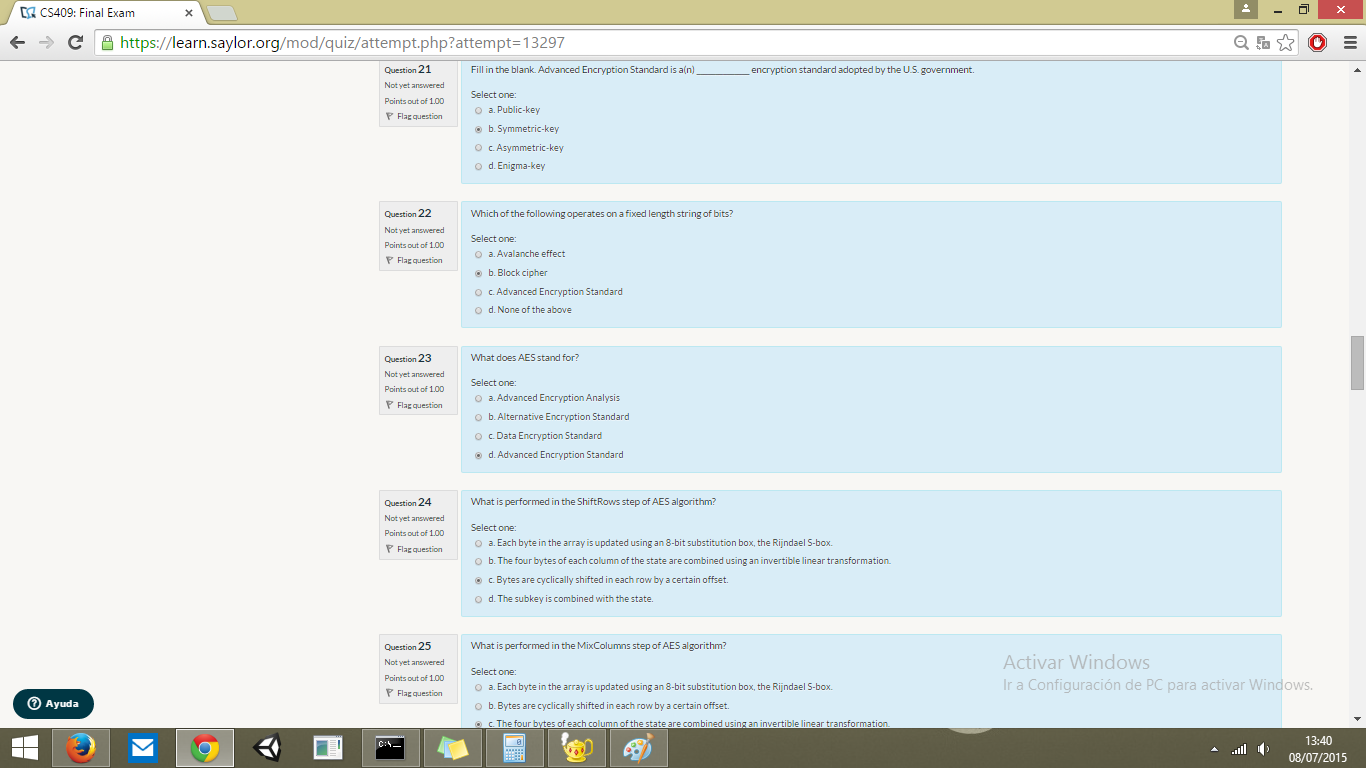 CS409: Final Exam
https://learn.saylor.org/mod/quiz/attempt.php?attempt=13297
Question 21
Not yet answered
Points out of 1.00
Flag question
Fill in the blank. Advanced Encryption Standard is a(n) ____________ encryption standard adopted by the U.S. government.
Select one:
a. Public-key
b. Symmetric-key
c. Asymmetric-key
d. Enigma-key
Question 22
Not yet answered
Points out of 1.00
Flag question
Which of the following operates on a fixed length string of bits?
Select one:
a. Avalanche effect
b. Block cipher
c. Advanced Encryption Standard
d. None of the above
Question 23
Not yet answered
Points out of 1.00
Flag question
What does AES stand for?
Select one:
a. Advanced Encryption Analysis
b. Alternative Encryption Standard
c. Data Encryption Standard
d. Advanced Encryption Standard
Question 24
Not yet answered
Points out of 1.00
Flag question
What is performed in the ShiftRows step of AES algorithm?
Select one:
a. Each byte in the array is updated using an 8-bit substitution box, the Rijndael S-box.
b. The four bytes of each column of the state are combined using an invertible linear transformation.
c. Bytes are cyclically shifted in each row by a certain offset.
d. The subkey is combined with the state.
Question 25
Not yet answered
Points out of 1.00
Flag question
What is performed in the MixColumns step of AES algorithm?
Select one:
a. Each byte in the array is updated using an 8-bit substitution box, the Rijndael S-box.
b. Bytes are cyclically shifted in each row by a certain offset.
c. The four bytes of each column of the state are combined using an invertible linear transformation.
Activar Windows
Ir a Configuración de PC para activar Windows.
Ayuda
C:\_
13:40
08/07/2015